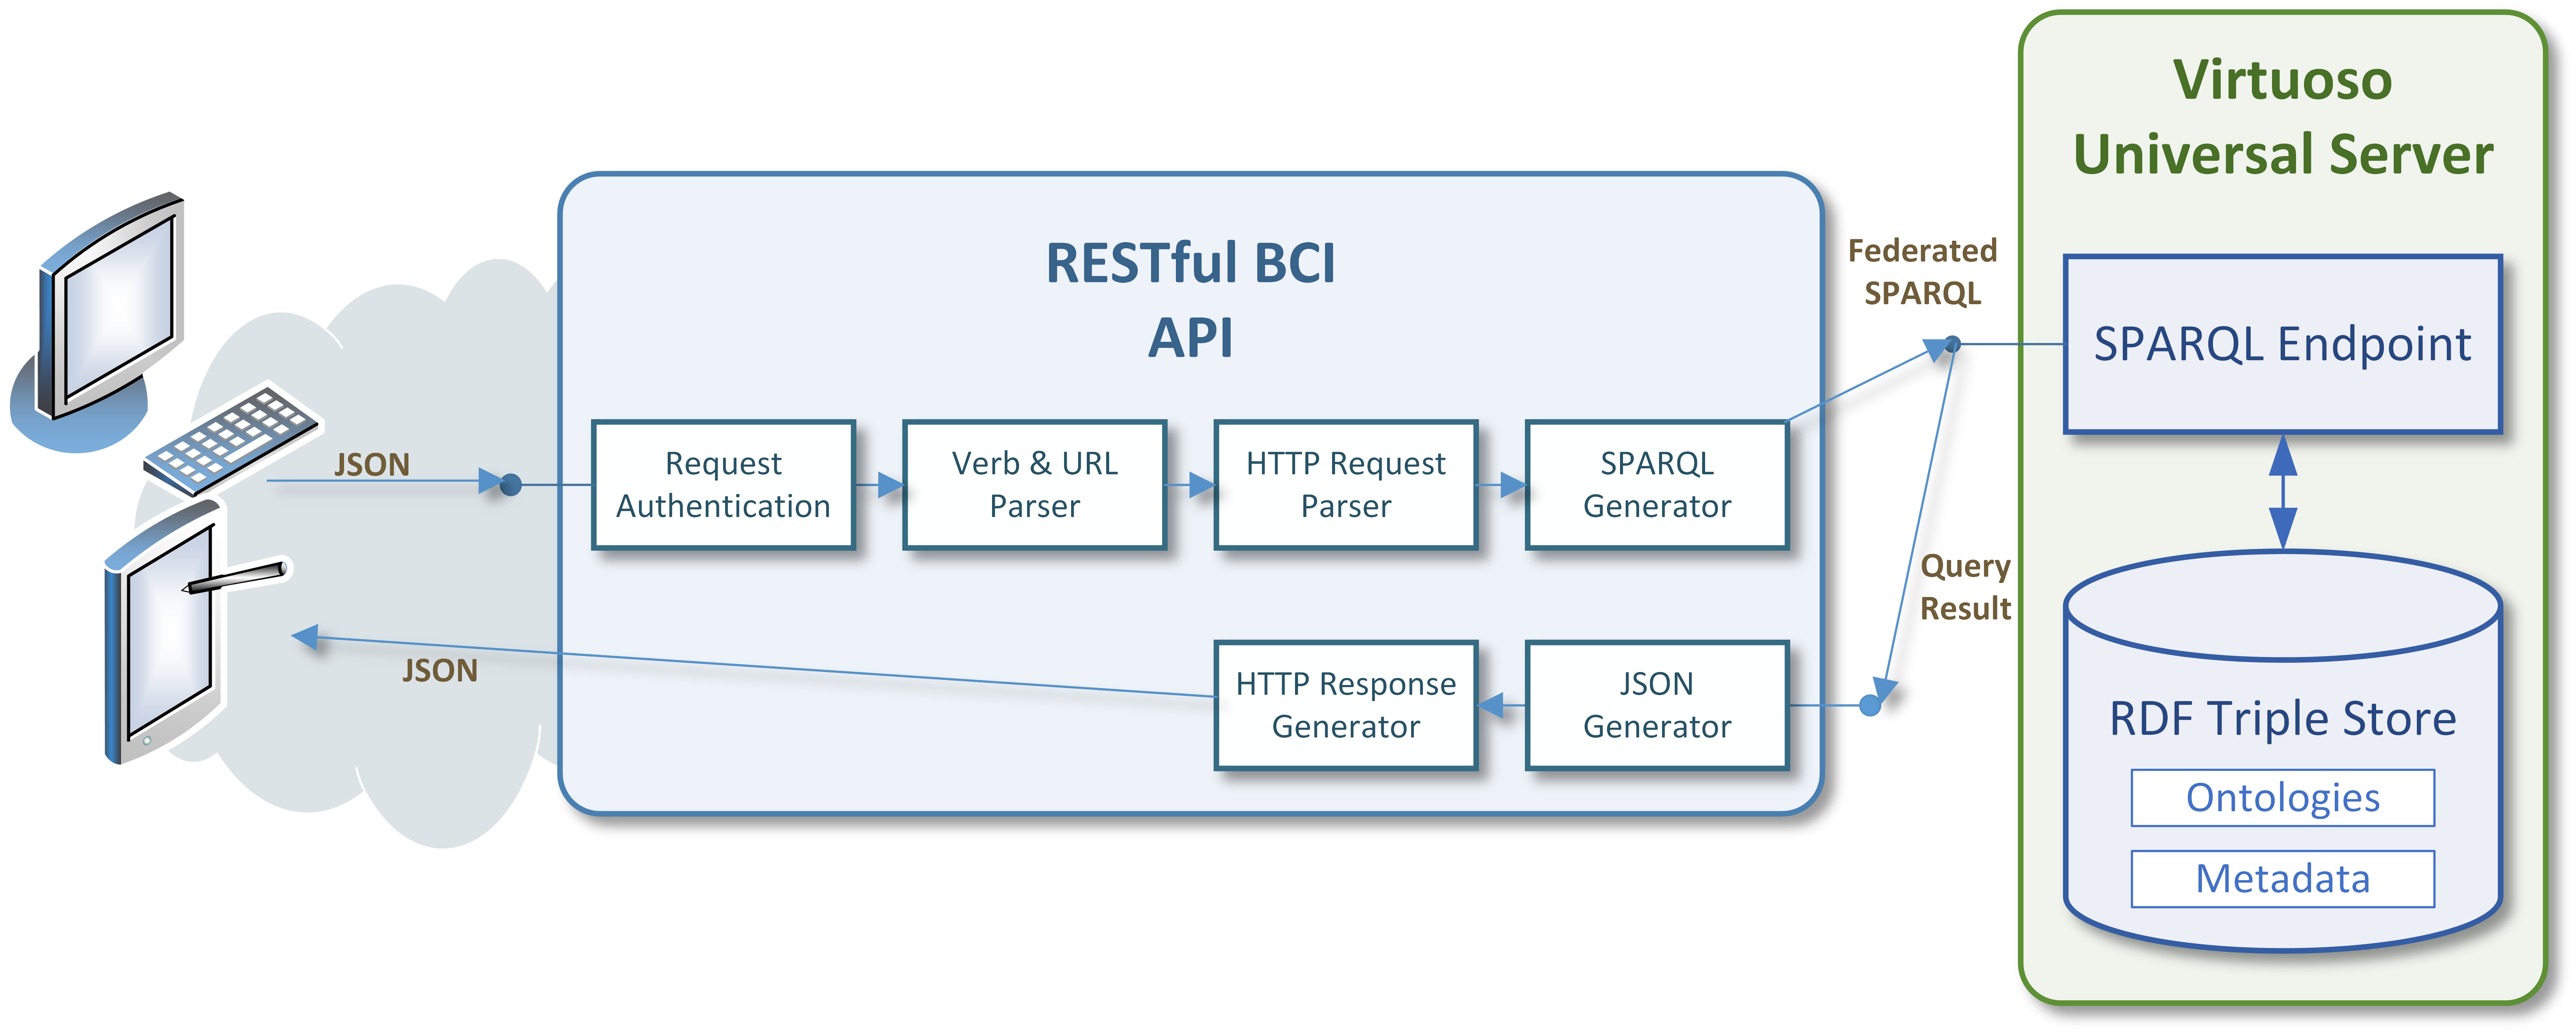 Virtuoso
Universal Server
RESTful BCI
API
Federated
SPARQL
SPARQL Endpoint
JSON
Request
Authentication
Verb & URL
Parser
HTTP Request
Parser
SPARQL
Generator
Query
Result
JSON
HTTP Response
Generator
JSON
Generator
RDF Triple Store
Ontologies
Metadata